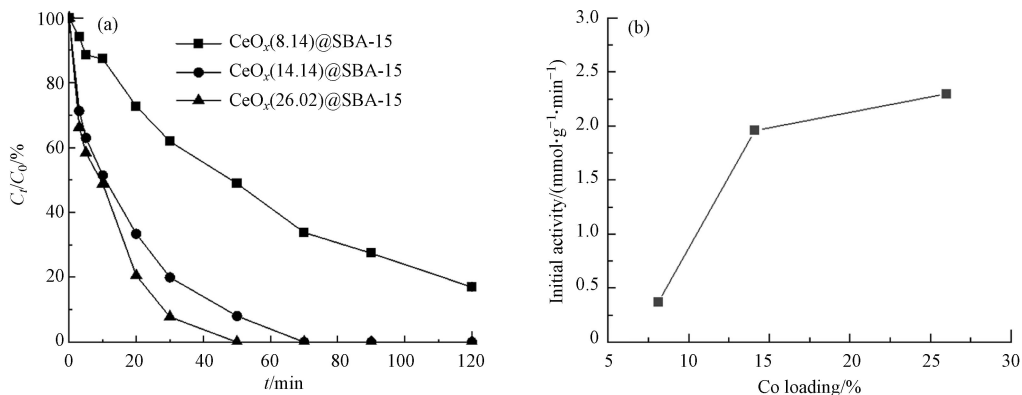 (a)
CeOx(8.14)@SBA-15
CeOx(14.14)@SBA-15
CeOx(26.02)@SBA-15
Ct/C0/%
100
80
60
40
20
0
0 20 40 60 80 100 120
t/min
(b)
Initial activity/(mmol·g⁻¹·min⁻¹)
3.0
2.5
2.0
1.5
1.0
0.5
0
5 10 15 20 25 30
Co loading/%